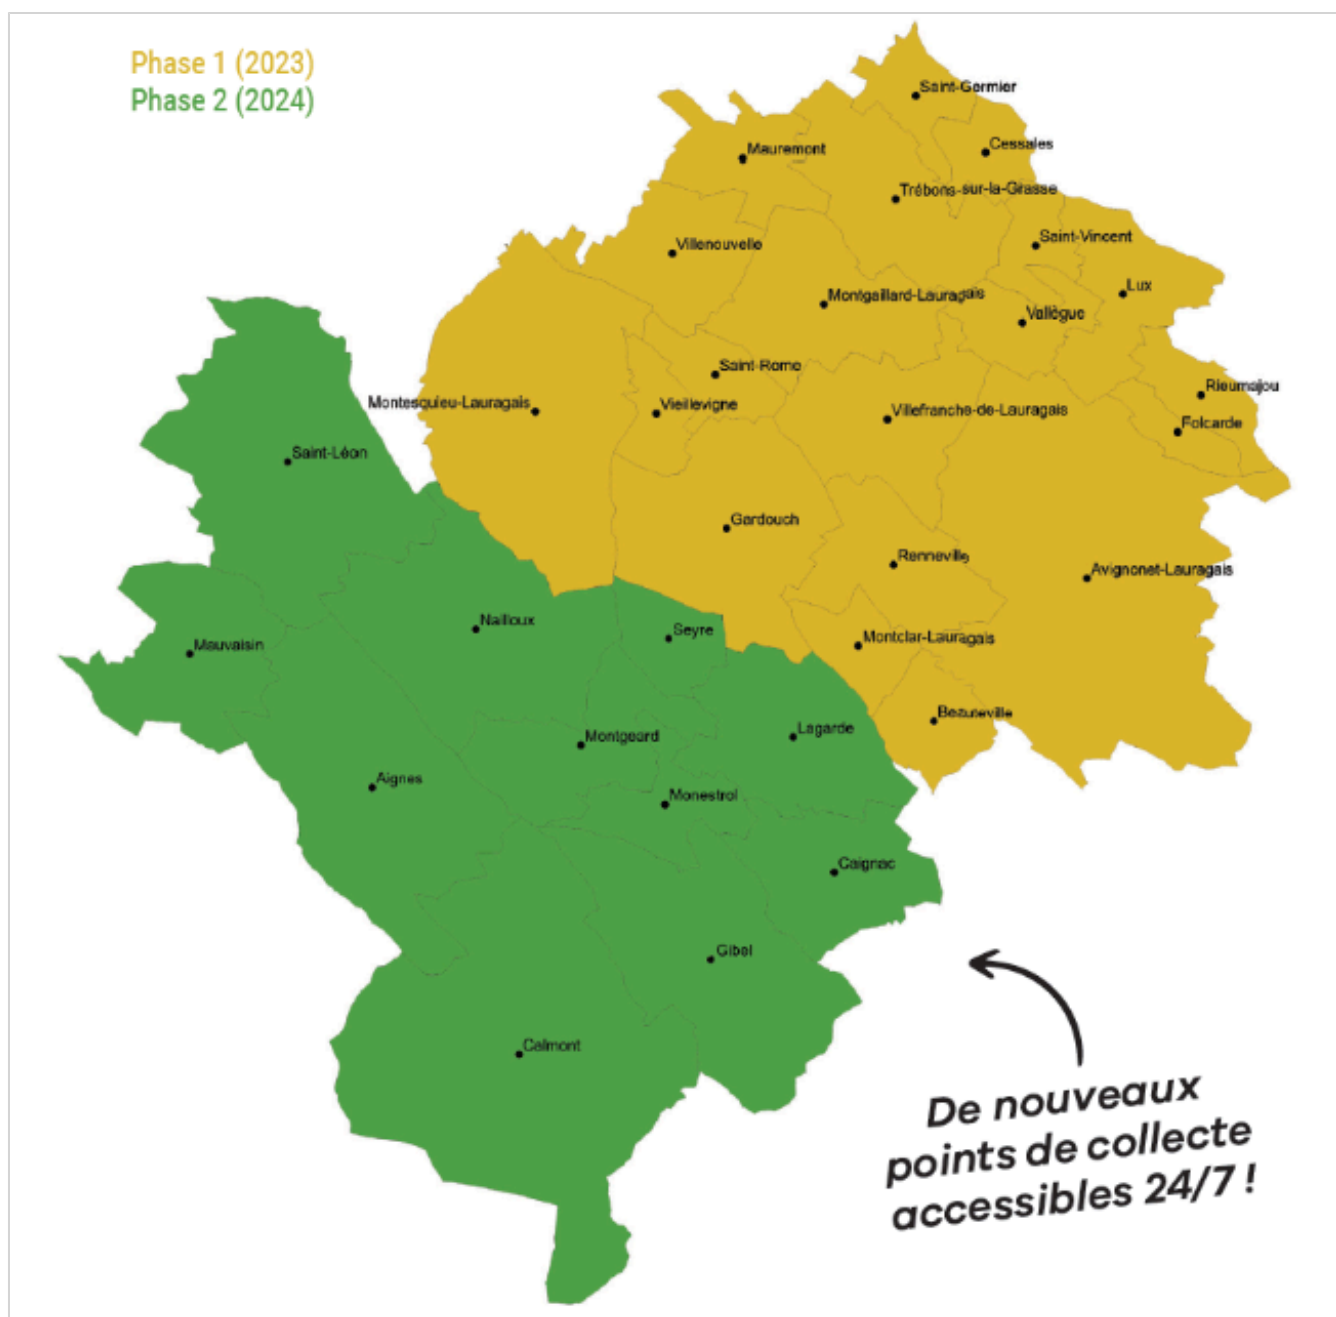 Phase 1 (2023)
Phase 2 (2024)
Saint-Germier
Cessales
Mauremont
Trébons-sur-la-Grasse
Saint-Vincent
Villenouvelle
Lux
Montgaillard-Lauragais
Vallègue
Saint-Rome
Rieumajou
Montesquieu-Lauragais
Vieillevigne
Villefranche-de-Lauragais
Folcarde
Saint-Léon
Gardouch
Renneville
Avignonet-Lauragais
Nailloux
Seyre
Montclar-Lauragais
Mauvaisin
Beauteville
Lagarde
Montgeard
Aignes
Monestrol
Caignac
Gibel
Calmont
De nouveaux
points de collecte
accessibles 24/7 !